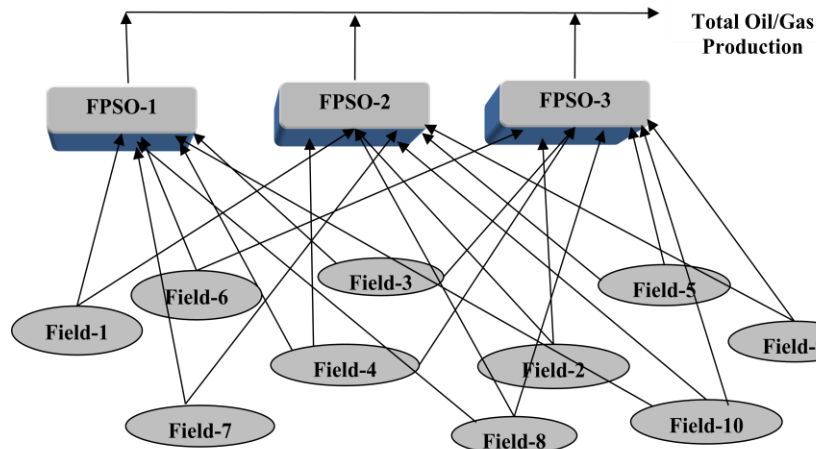 Total Oil/Gas
Production
FPSO-1
FPSO-2
FPSO-3
Field-3
Field-5
Field-6
Field-1
Field-
Field-4
Field-2
Field-7
Field-8
Field-10